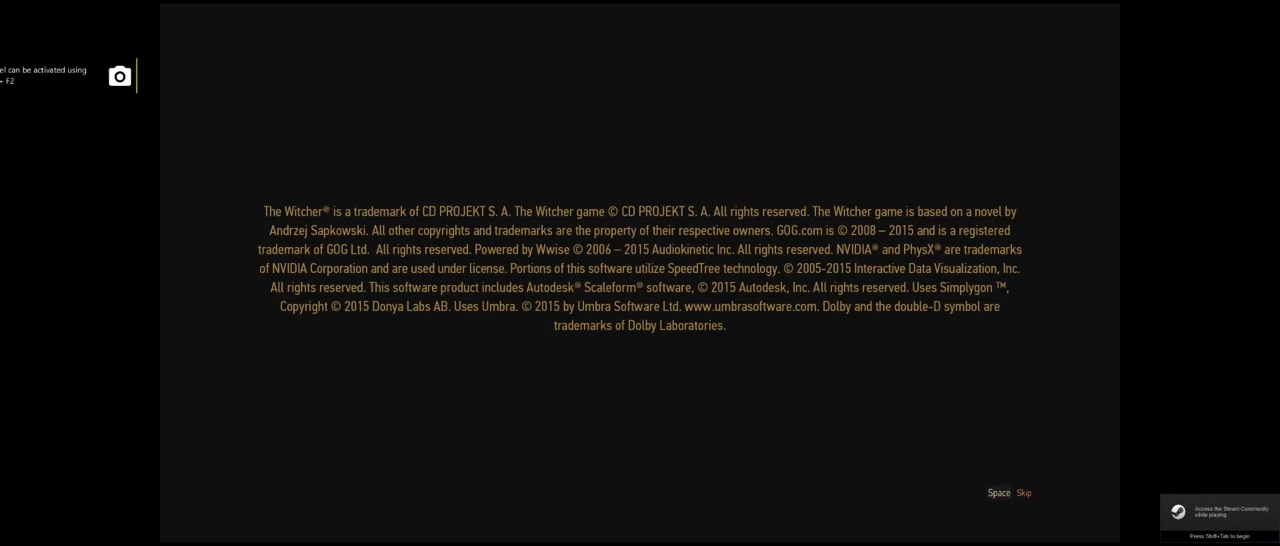 el can be activated using
+ F2
The Witcher® is a trademark of CD PROJEKT S. A. The Witcher game © CD PROJEKT S. A. All rights reserved. The Witcher game is based on a novel by
Andrzej Sapkowski. All other copyrights and trademarks are the property of their respective owners. GOG.com is © 2008 – 2015 and is a registered
trademark of GOG Ltd.  All rights reserved. Powered by Wwise © 2006 – 2015 Audiokinetic Inc. All rights reserved. NVIDIA® and PhysX® are trademarks
of NVIDIA Corporation and are used under license. Portions of this software utilize SpeedTree technology. © 2005-2015 Interactive Data Visualization, Inc.
All rights reserved. This software product includes Autodesk® Scaleform® software, © 2015 Autodesk, Inc. All rights reserved. Uses Simplygon ™,
Copyright © 2015 Donya Labs AB. Uses Umbra. © 2015 by Umbra Software Ltd. www.umbrasoftware.com. Dolby and the double-D symbol are
trademarks of Dolby Laboratories.
Space Skip
Access the Steam Community
while playing
Press Shift+Tab to begin